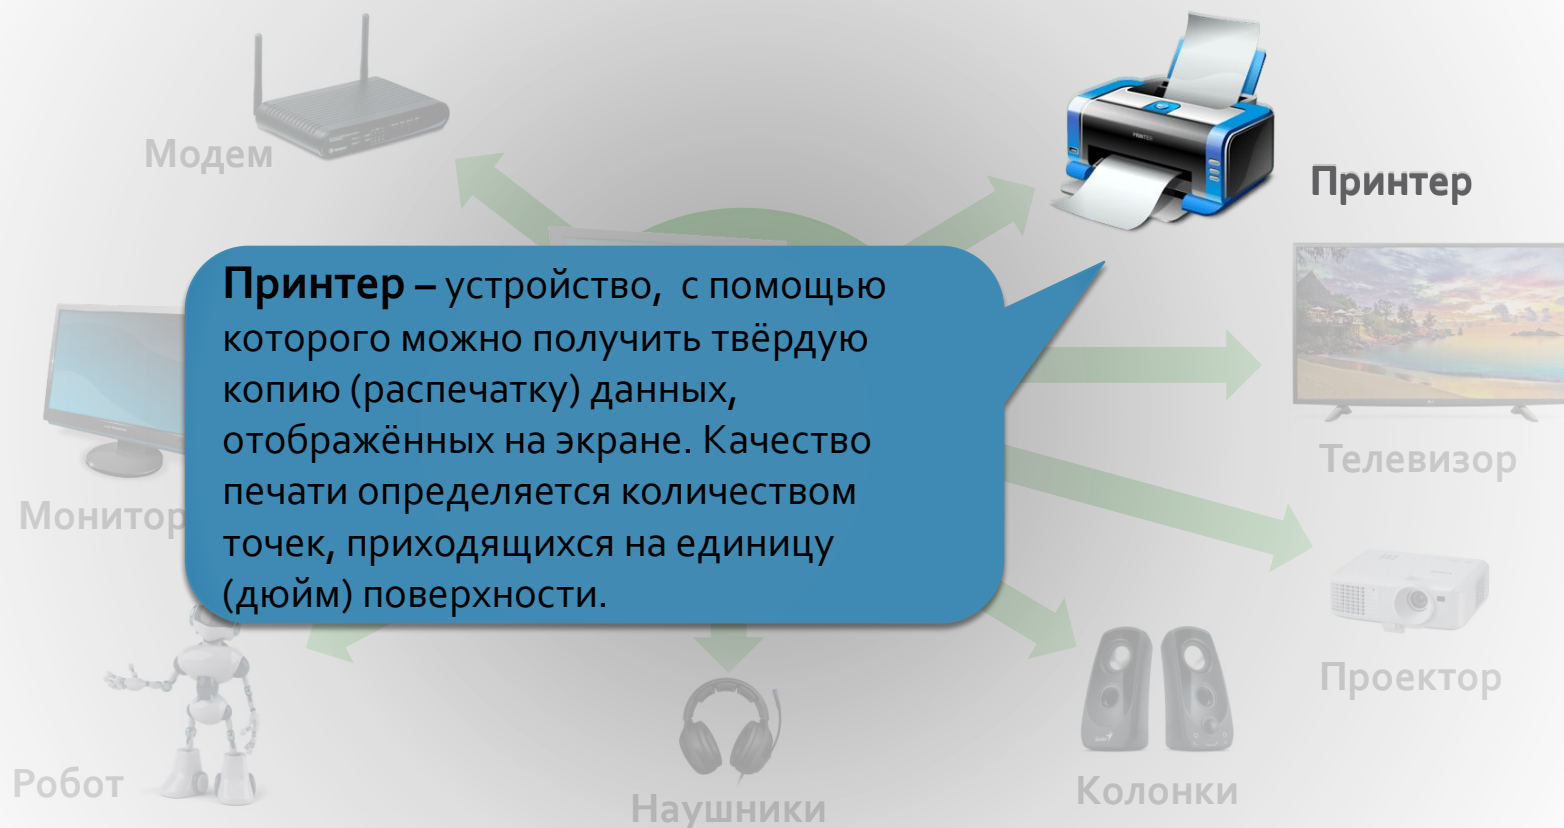 Модем
Принтер
Принтер – устройство, с помощью
которого можно получить твёрдую
копию (распечатку) данных,
отображённых на экране. Качество
печати определяется количеством
точек, приходящихся на единицу
(дюйм) поверхности.
Телевизор
Монитор
Проектор
Робот
Наушники
Колонки
PRINTER